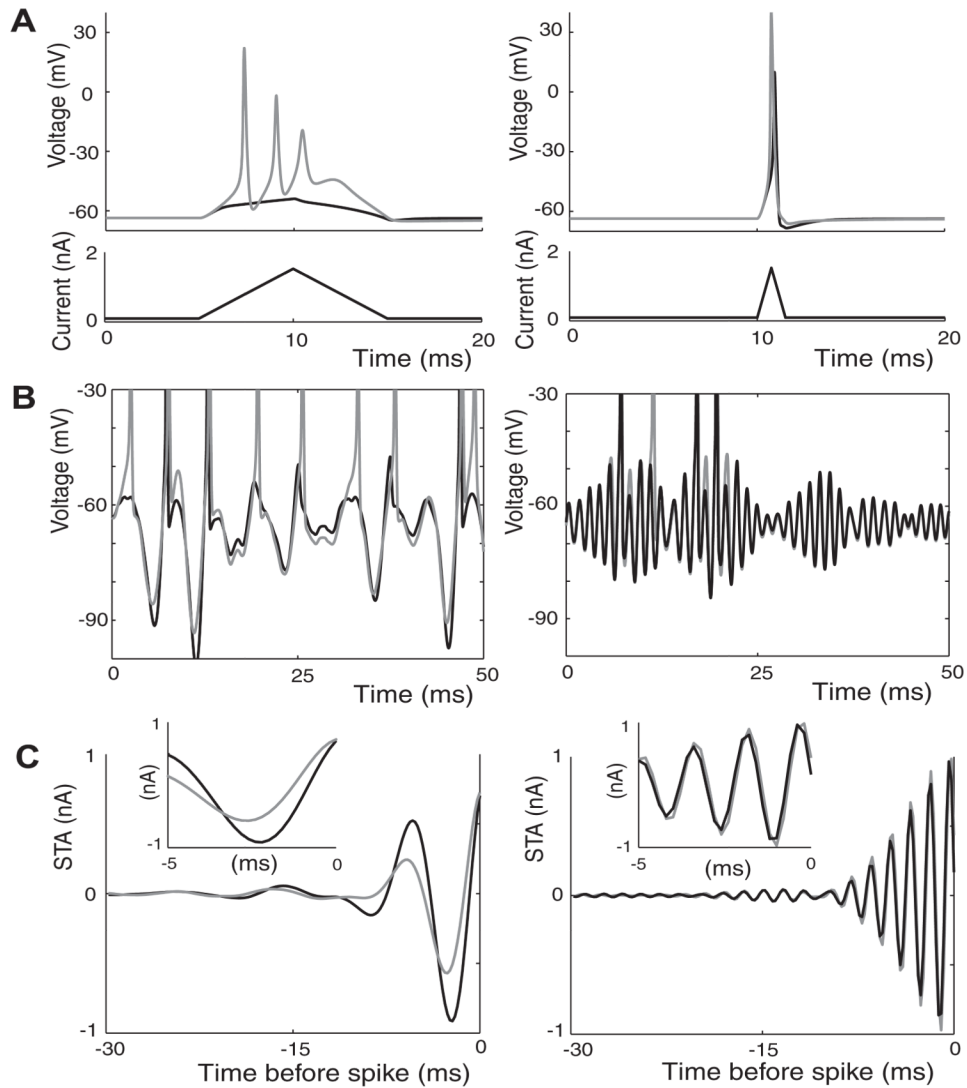 A
Voltage (mV)
30
0
-30
-60
Current (nA)
2
0
0
10
20
Time (ms)
Voltage (mV)
30
0
-30
-60
Current (nA)
2
0
0
10
20
Time (ms)
B
Voltage (mV)
-30
-60
-90
0
25
50
Time (ms)
Voltage (mV)
-30
-60
-90
0
25
50
Time (ms)
C
STA (nA)
1
0
-1
-30
-15
0
Time before spike (ms)
(nA)
1
-1
-5
0
(ms)
STA (nA)
1
0
-1
-30
-15
0
Time before spike (ms)
(nA)
1
-1
-5
0
(ms)